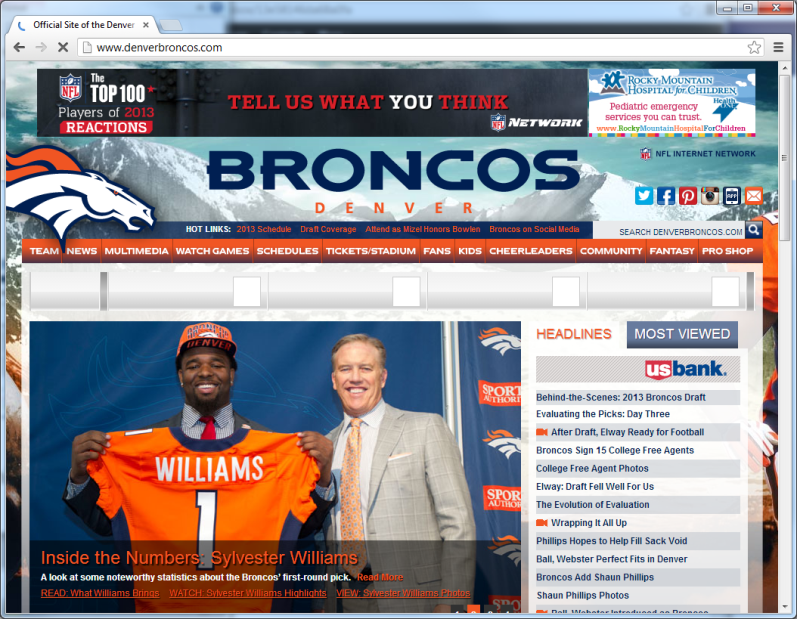 Official Site of the Denver
www.denverbroncos.com
NFL
The
TOP 100
Players of 2013
REACTIONS
TELL US WHAT YOU THINK
NFL NETWORK
ROCKY MOUNTAIN
HOSPITAL for CHILDREN
Pediatric emergency
services you can trust.
www.RockyMountainHospitalForChildren
BRONCOS
DENVER
NFL INTERNET NETWORK
APP
HOT LINKS: 2013 Schedule Draft Coverage Attend as Mizel Honors Bowlen Broncos on Social Media
SEARCH DENVERBRONCOS.COM
TEAM NEWS MULTIMEDIA WATCH GAMES SCHEDULES TICKETS/STADIUM FANS KIDS CHEERLEADERS COMMUNITY FANTASY PRO SHOP
DENVER
SPORTS
AUTHORITY
WILLIAMS
1
Inside the Numbers: Sylvester Williams
A look at some noteworthy statistics about the Broncos' first-round pick. Read More
READ: What Williams Brings WATCH: Sylvester Williams Highlights VIEW: Sylvester Williams Photos
HEADLINES MOST VIEWED
usbank.
Behind-the-Scenes: 2013 Broncos Draft
Evaluating the Picks: Day Three
After Draft, Elway Ready for Football
Broncos Sign 15 College Free Agents
College Free Agent Photos
Elway: Draft Fell Well For Us
The Evolution of Evaluation
Wrapping It All Up
Phillips Hopes to Help Fill Sack Void
Ball, Webster Perfect Fits in Denver
Broncos Add Shaun Phillips
Shaun Phillips Photos
Ball, Webster Introduced as Broncos